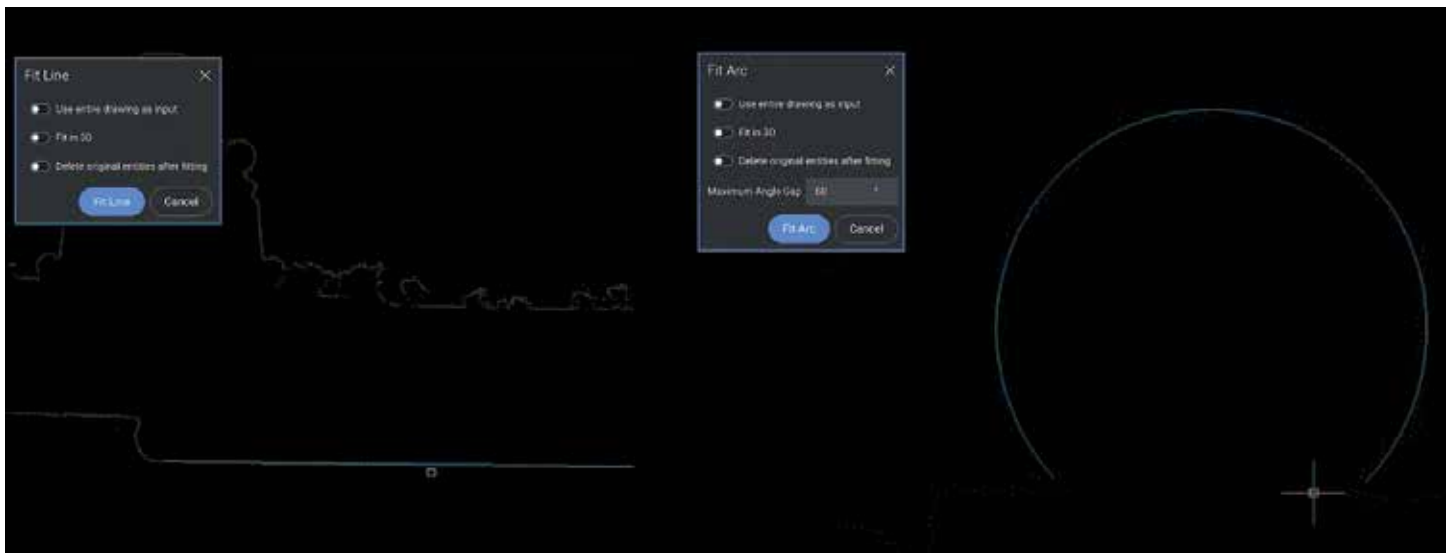 Fit Line
Use entire drawing as input
Fit in 3D
Delete original entities after fitting
Fit Line
Cancel
Fit Arc
Use entire drawing as input
Fit in 3D
Delete original entities after fitting
Maximum Angle Gap 60 °
Fit Arc
Cancel